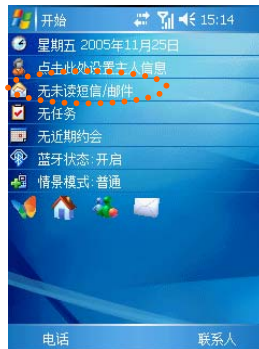 开始 15:14
星期五 2005年11月25日
点击此处设置主人信息
无未读短信/邮件
无任务
无近期约会
蓝牙状态:开启
情景模式:普通
电话 联系人